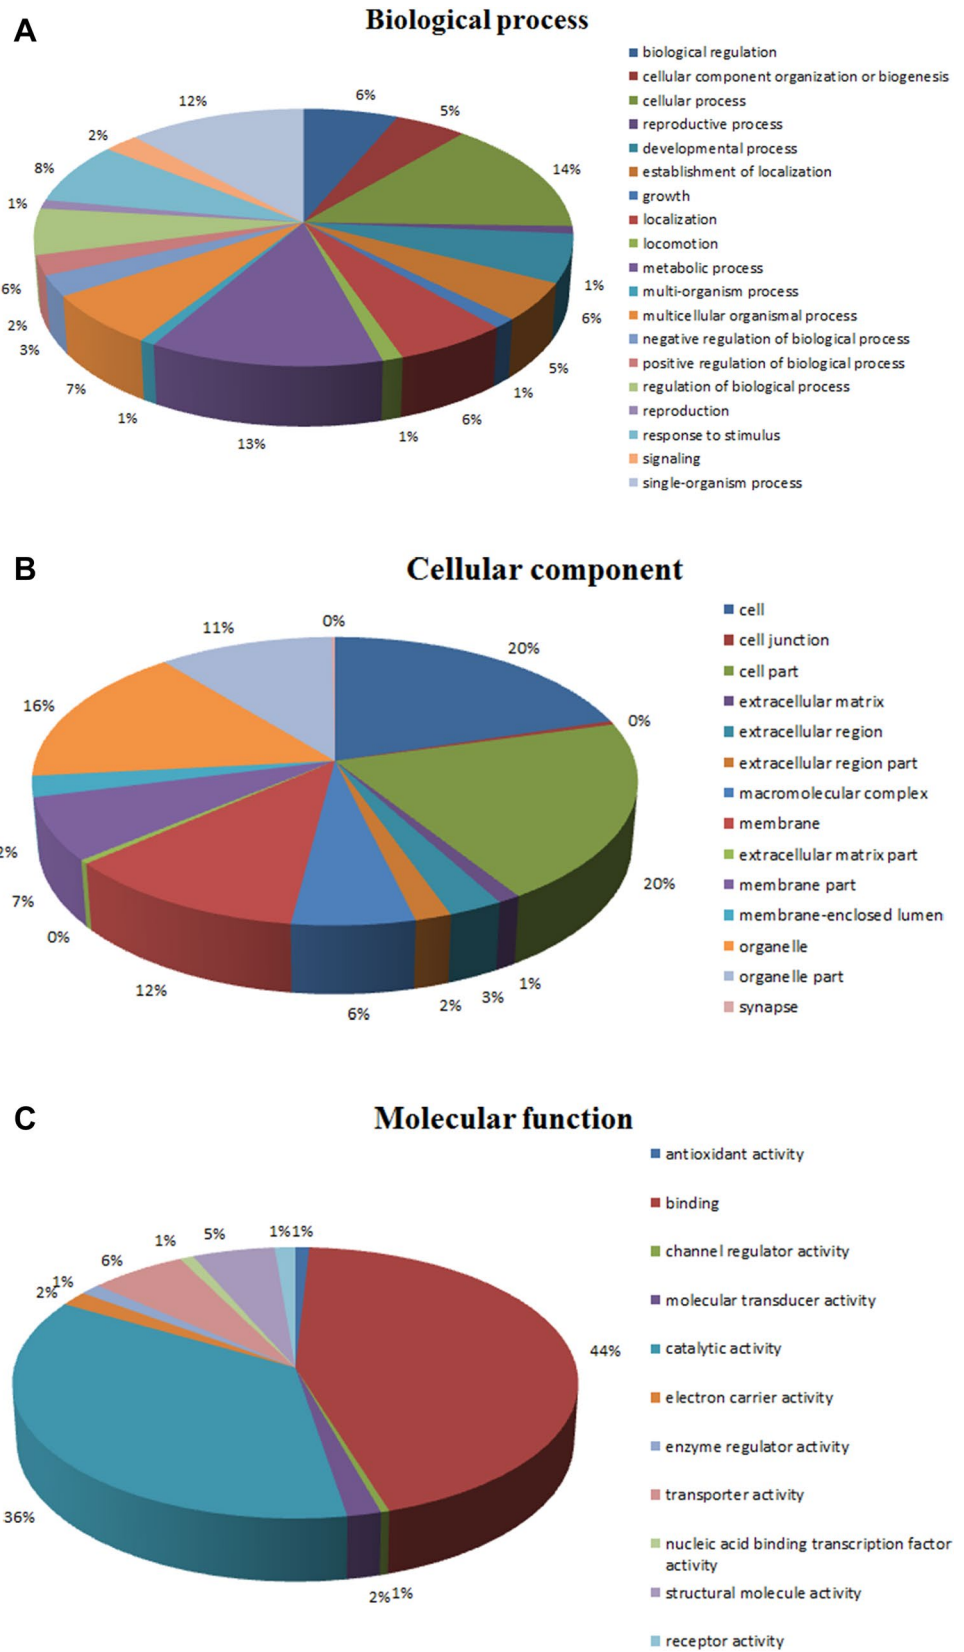 A
Biological process
biological regulation
cellular component organization or biogenesis
cellular process
reproductive process
developmental process
establishment of localization
growth
localization
locomotion
metabolic process
multi-organism process
multicellular organismal process
negative regulation of biological process
positive regulation of biological process
regulation of biological process
reproduction
response to stimulus
signaling
single-organism process
6%
5%
14%
1%
6%
5%
1%
6%
1%
13%
1%
7%
3%
2%
6%
1%
8%
2%
12%
B
Cellular component
cell
cell junction
cell part
extracellular matrix
extracellular region
extracellular region part
macromolecular complex
membrane
extracellular matrix part
membrane part
membrane-enclosed lumen
organelle
organelle part
synapse
20%
0%
20%
1%
3%
2%
6%
12%
0%
7%
2%
16%
11%
0%
C
Molecular function
antioxidant activity
binding
channel regulator activity
molecular transducer activity
catalytic activity
electron carrier activity
enzyme regulator activity
transporter activity
nucleic acid binding transcription factor
activity
structural molecule activity
receptor activity
1%
44%
1%
2%
36%
2%
1%
6%
1%
5%
1%